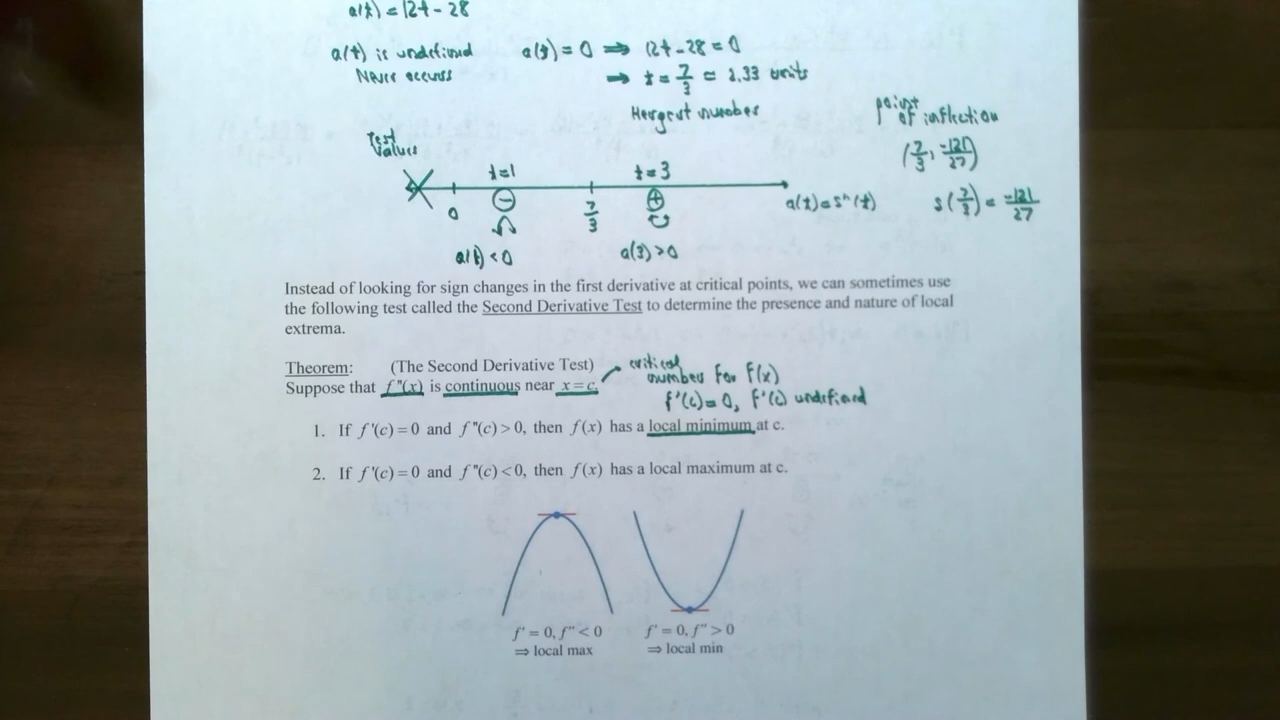 a(t) = 12t - 28
a(t) is undefined a(t) = 0 ⇒ 12t - 28 = 0
Never occurs ⇒ t = 7/3 ≈ 2.33 units
number
point
of inflection
(7/3, -121/27)
Test
Values
t=1 t=3
− +
0 7/3 a(t) = s''(t) s(7/3) = -121/27
a(1) < 0 a(3) > 0
Instead of looking for sign changes in the first derivative at critical points, we can sometimes use
the following test called the Second Derivative Test to determine the presence and nature of local
extrema.
Theorem: (The Second Derivative Test)
critical
number for f(x)
f'(c) = 0, f'(c) undefined
Suppose that f''(x) is continuous near x = c.
1. If f'(c) = 0 and f''(c) > 0, then f(x) has a local minimum at c.
2. If f'(c) = 0 and f''(c) < 0, then f(x) has a local maximum at c.
f' = 0, f'' < 0 f' = 0, f'' > 0
⇒ local max ⇒ local min